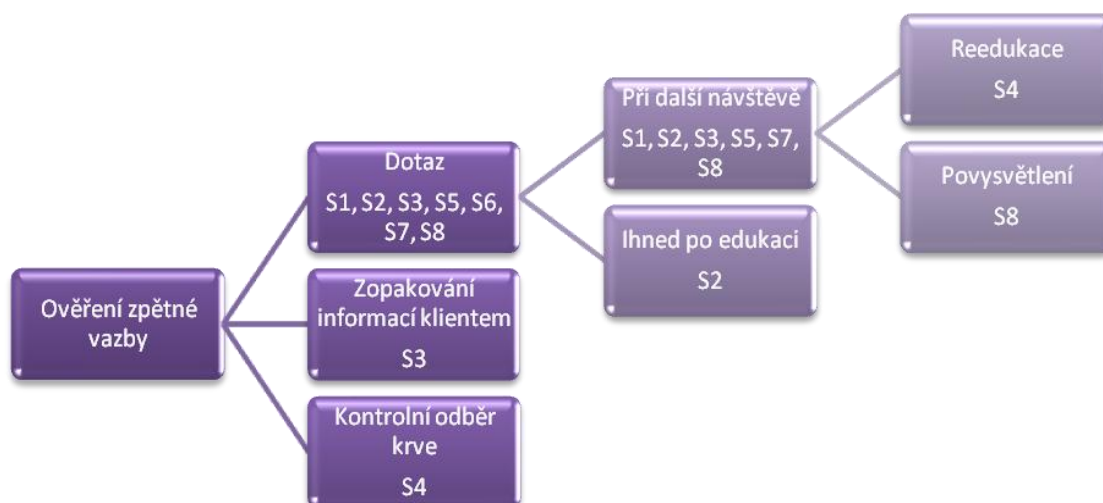 Ověření zpětné
vazby
Dotaz
S1, S2, S3, S5, S6,
S7, S8
Zopakování
informací klientem
S3
Kontrolní odběr
krve
S4
Při další návštěvě
S1, S2, S3, S5, S7,
S8
Ihned po edukaci
S2
Reedukace
S4
Povysvětlení
S8